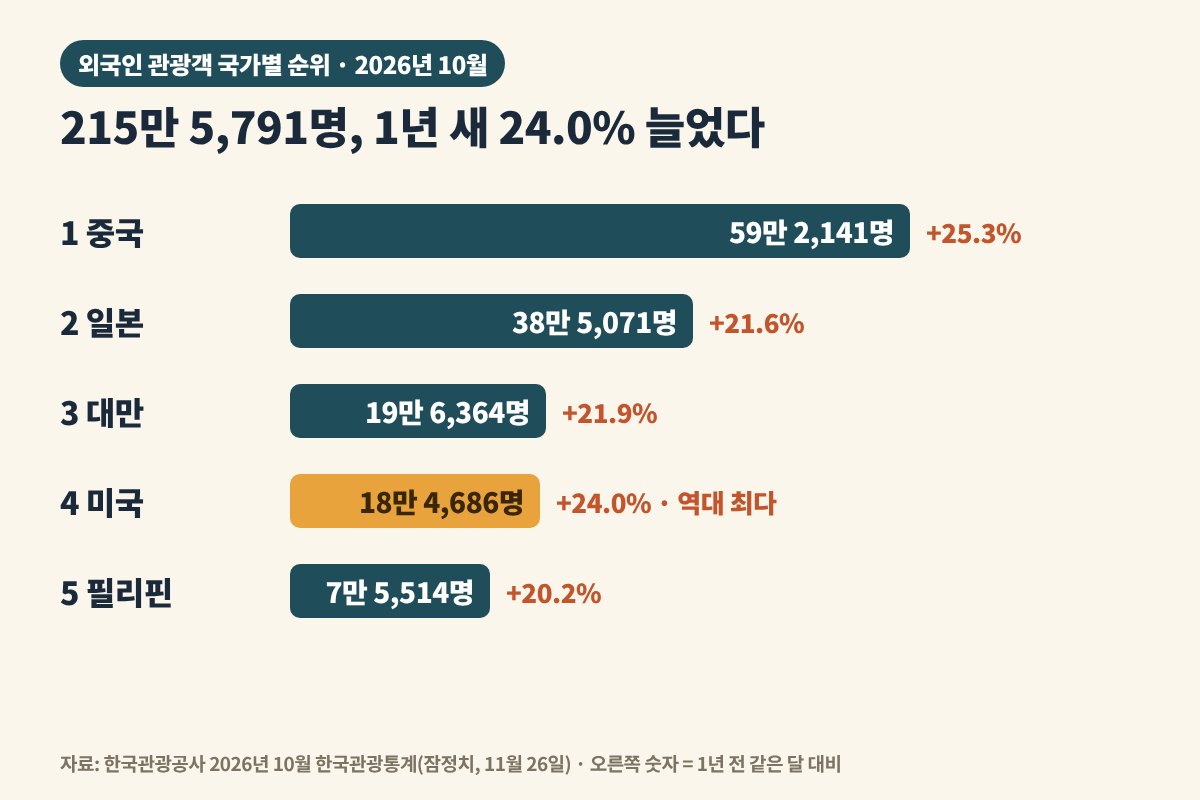 외국인 관광객 국가별 순위 · 2026년 10월
215만 5,791명, 1년 새 24.0% 늘었다
1 중국 59만 2,141명 +25.3%
2 일본 38만 5,071명 +21.6%
3 대만 19만 6,364명 +21.9%
4 미국 18만 4,686명 +24.0% · 역대 최다
5 필리핀 7만 5,514명 +20.2%
자료: 한국관광공사 2026년 10월 한국관광통계(잠정치, 11월 26일) · 오른쪽 숫자 = 1년 전 같은 달 대비